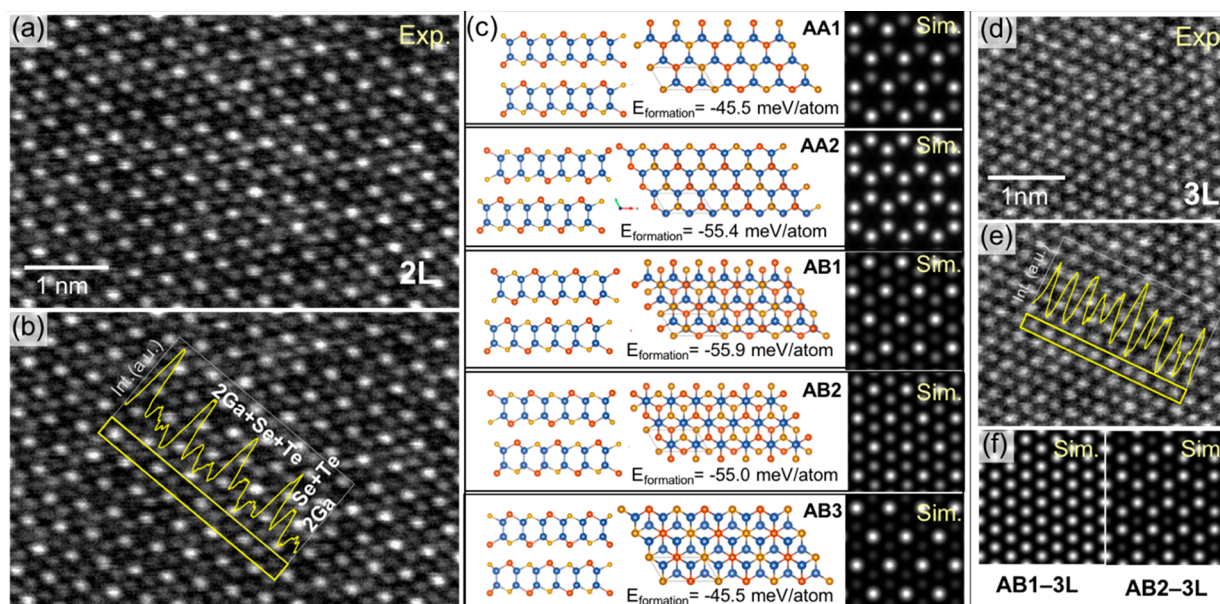 (a)
Exp.
1 nm
2L
(b)
Int.(a.u.)
2Ga+Se+Te
Se+Te
2Ga
(c)
AA1
Sim.
Eformation= -45.5 meV/atom
AA2
Sim.
Eformation= -55.4 meV/atom
AB1
Sim.
Eformation= -55.9 meV/atom
AB2
Sim.
Eformation= -55.0 meV/atom
AB3
Sim.
Eformation= -45.5 meV/atom
(d)
Exp
1nm
3L
(e)
Int.(a.u.)
(f)
Sim.
Sim
AB1–3L
AB2–3L